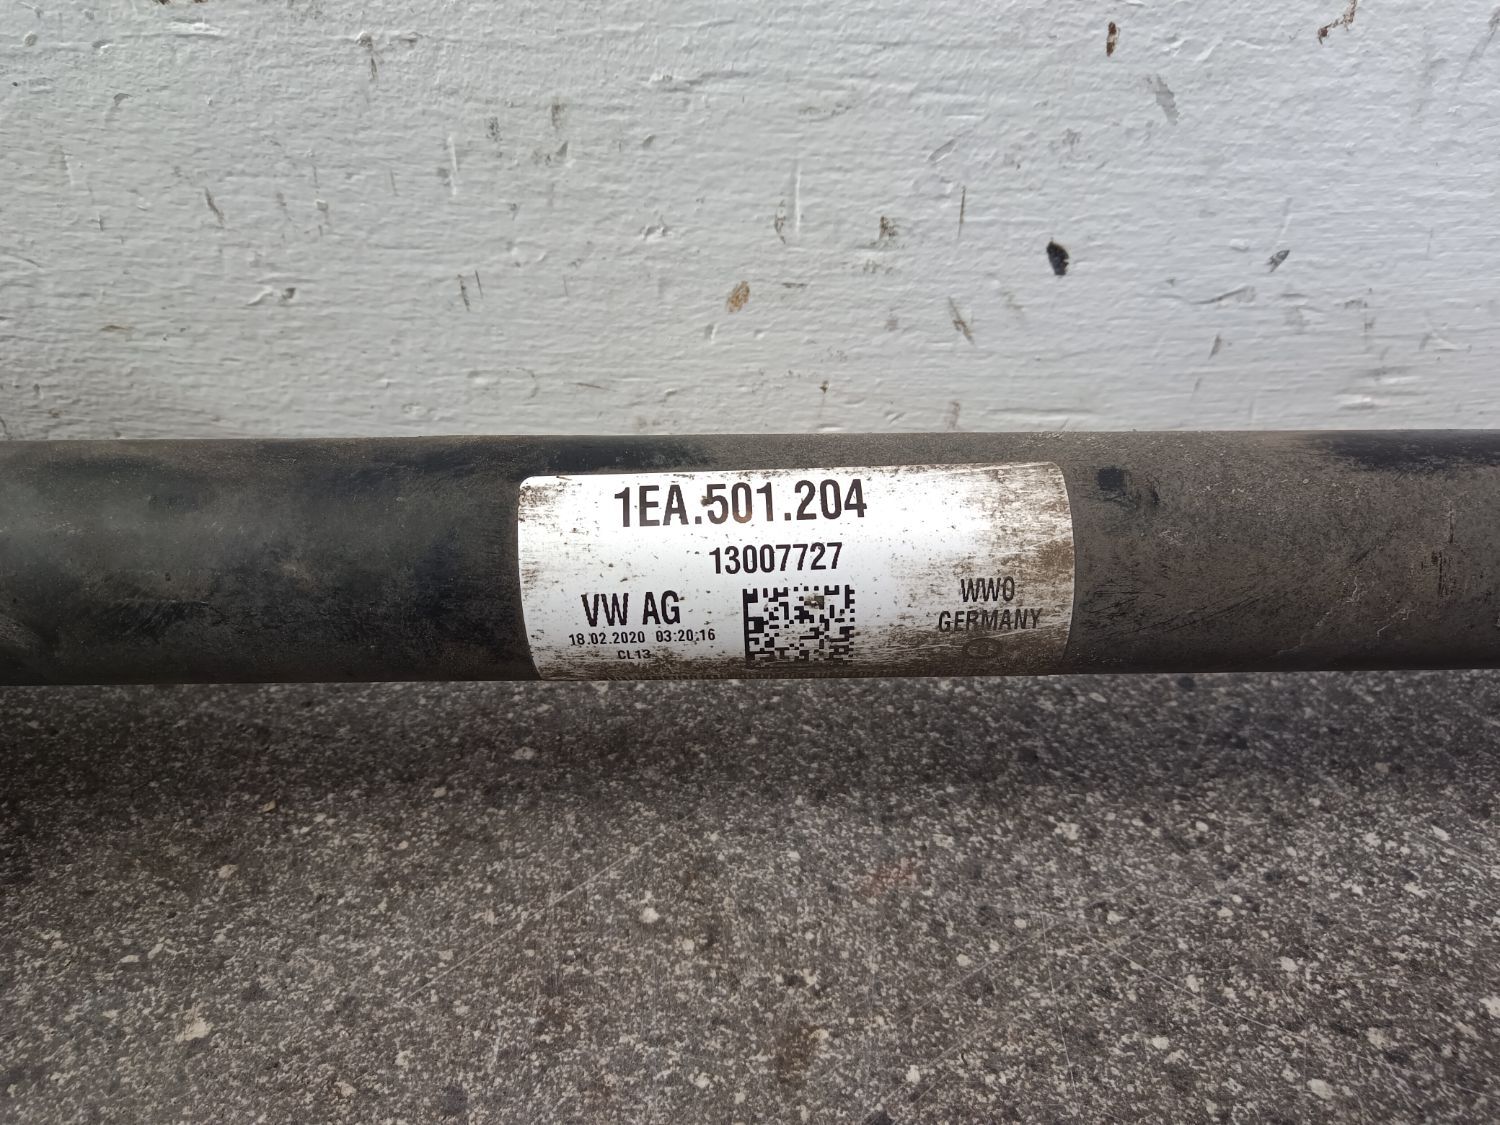 1EA.501.204
13007727
VW AG
18.02.2020 03:20:16
CL13
WWO
GERMANY